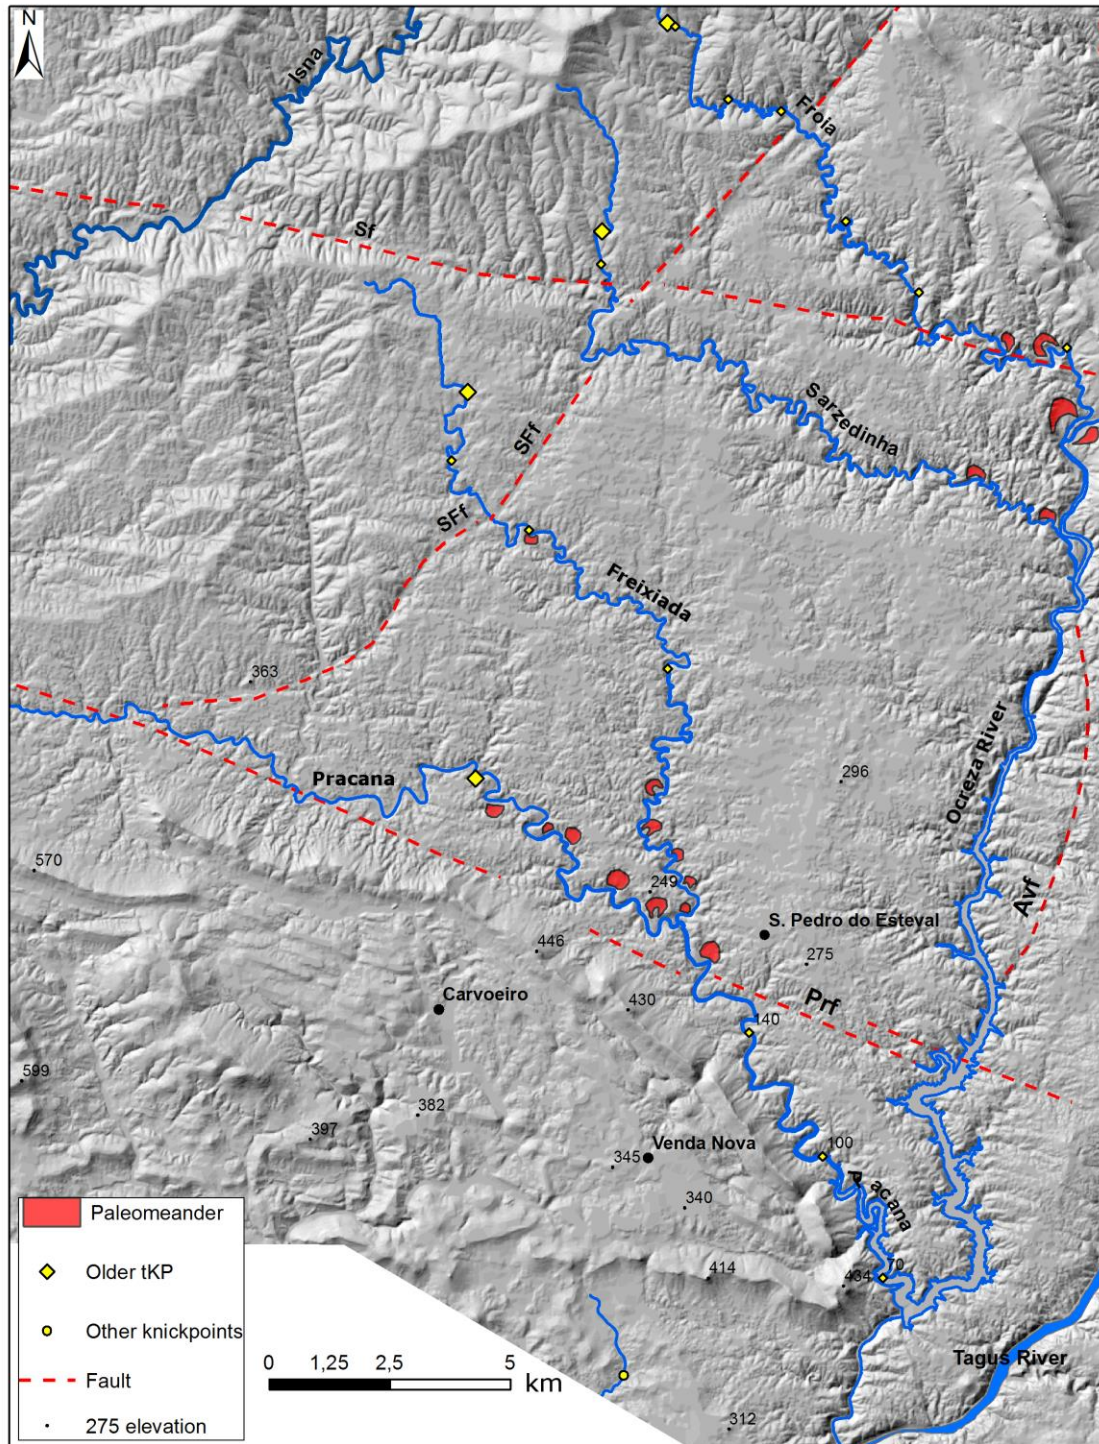 N
Isna
Froia
Sf
Sarzedinha
SFf
SFf
Freixiada
363
Pracana
296
Ocreza River
570
249
Avf
S. Pedro do Esteval
446
275
Carvoeiro
430
Prf
140
599
382
397
100
Venda Nova
345
340
70
414
434
Paleomeander
Older tKP
Other knickpoints
Fault
275 elevation
0 1,25 2,5 5 km
Tagus River
312